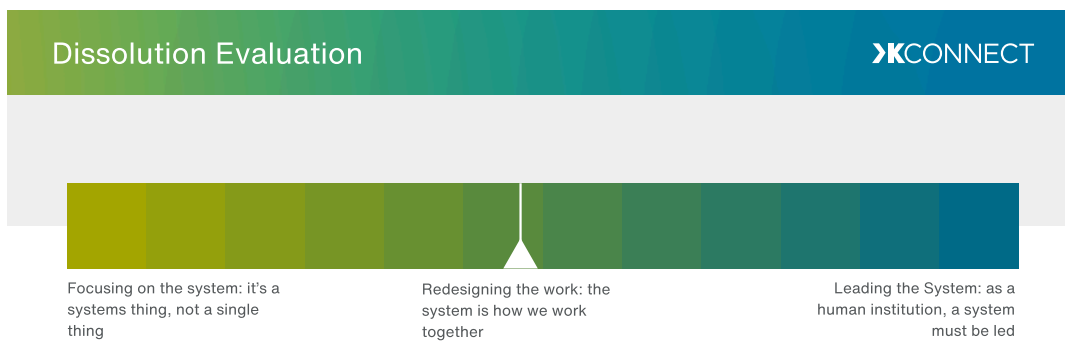 Dissolution Evaluation
KCONNECT
Focusing on the system: it’s a
systems thing, not a single
thing
Redesigning the work: the
system is how we work
together
Leading the System: as a
human institution, a system
must be led